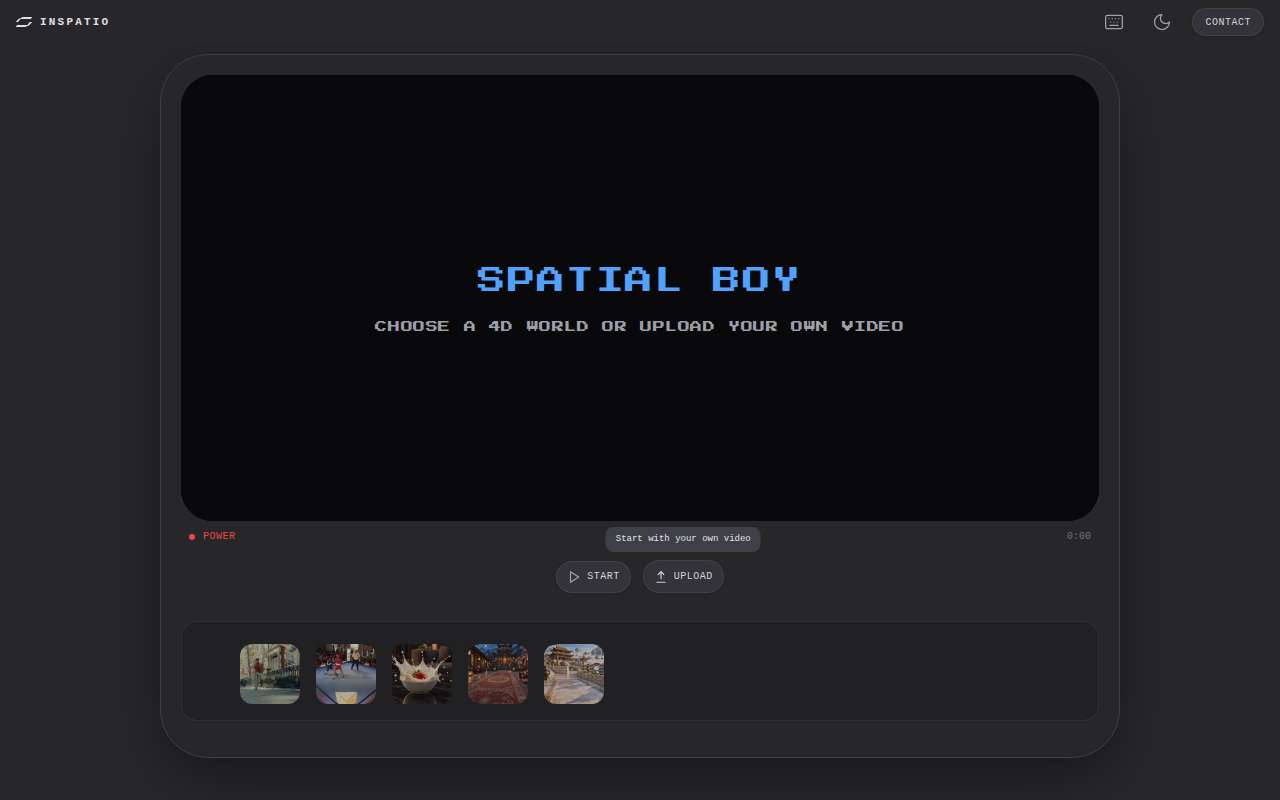 INSPATIO
CONTACT
SPATIAL BOY
CHOOSE A 4D WORLD OR UPLOAD YOUR OWN VIDEO
POWER
Start with your own video
0:00
START
UPLOAD